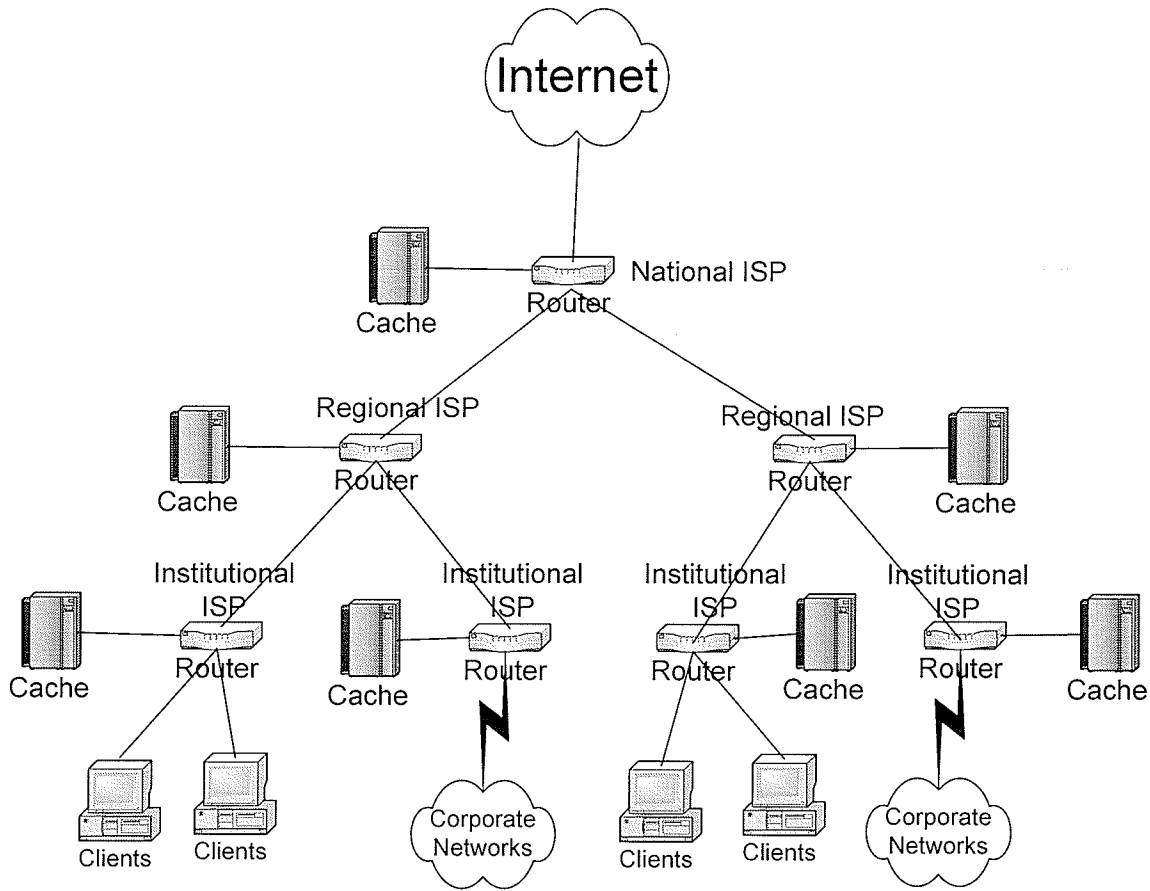 Internet
National ISP
Router
Cache
Regional ISP
Router
Cache
Regional ISP
Router
Cache
Institutional
ISP
Router
Cache
Institutional
ISP
Router
Cache
Institutional
ISP
Router
Cache
Institutional
ISP
Router
Cache
Clients
Clients
Corporate
Networks
Clients
Clients
Corporate
Networks